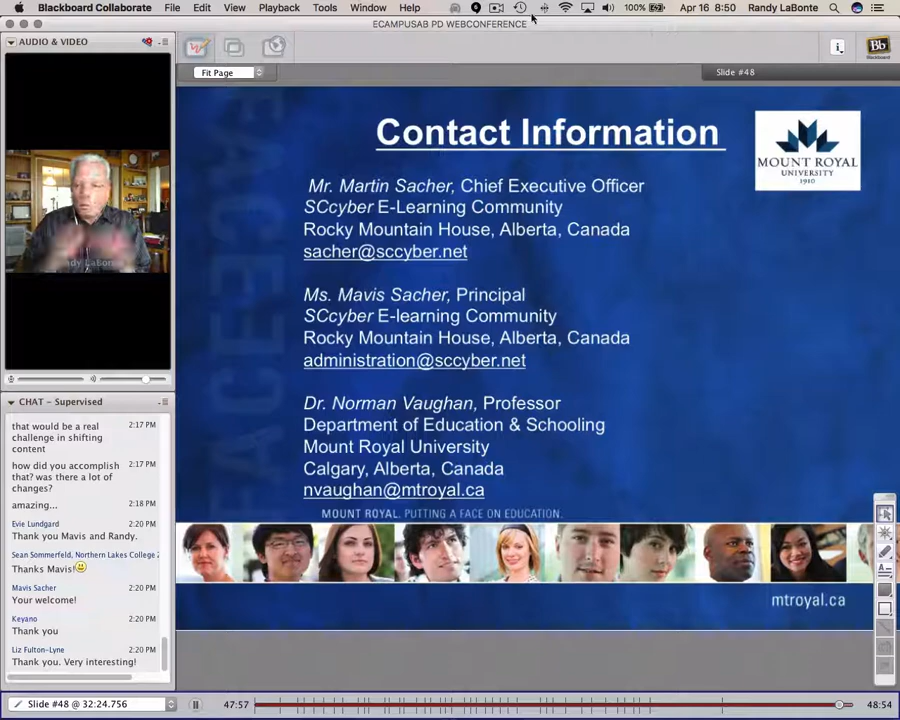 Blackboard Collaborate File Edit View Playback Tools Window Help 100% Apr 16 8:50 Randy LaBonte
ECAMPUSAB PD WEBCONFERENCE
AUDIO & VIDEO
Fit Page
Slide #48
Bb
Blackboard
Contact Information
MOUNT ROYAL
UNIVERSITY
1910
Mr. Martin Sacher, Chief Executive Officer
SCcyber E-Learning Community
Rocky Mountain House, Alberta, Canada
sacher@sccyber.net
Ms. Mavis Sacher, Principal
SCcyber E-learning Community
Rocky Mountain House, Alberta, Canada
administration@sccyber.net
Dr. Norman Vaughan, Professor
Department of Education & Schooling
Mount Royal University
Calgary, Alberta, Canada
nvaughan@mtroyal.ca
MOUNT ROYAL. PUTTING A FACE ON EDUCATION.
mtroyal.ca
Randy LaBonte
CHAT - Supervised
that would be a real 2:17 PM
challenge in shifting
content
how did you accomplish 2:17 PM
that? was there a lot of
changes?
amazing... 2:18 PM
Evie Lundgard 2:20 PM
Thank you Mavis and Randy.
Sean Sommerfeld, Northern Lakes College 2
Thanks Mavis!
Mavis Sacher 2:20 PM
Your welcome!
Keyano 2:20 PM
Thank you
Liz Fulton-Lyne 2:20 PM
Thank you. Very interesting!
Slide #48 @ 32:24.756
47:57
48:54